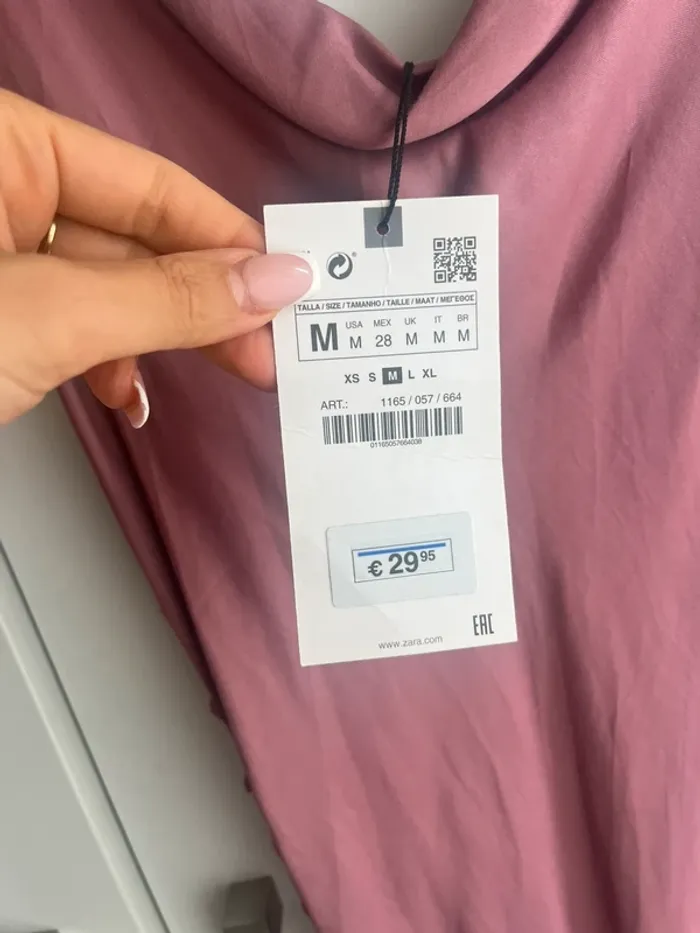 TALLA / SIZE / TAMANHO / TAILLE / MAAT / ΜΕΓΕΘΟΣ
M
USA MEX UK IT BR
M 28 M M M
XS S M L XL
ART.: 1165 / 057 / 664
01165057664038
€ 29 95
www.zara.com
EAC